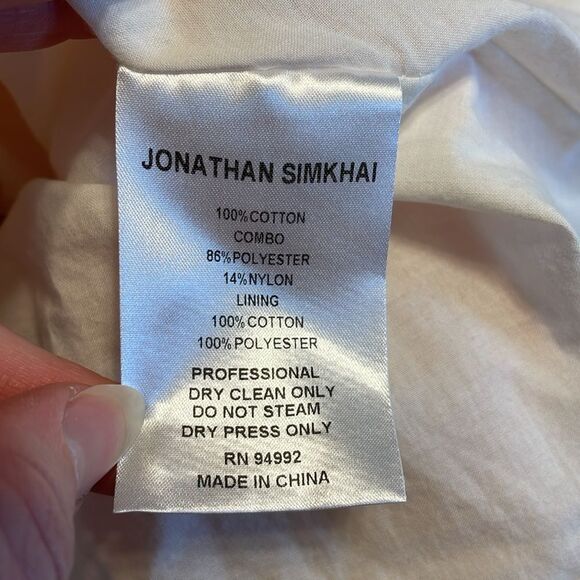 JONATHAN SIMKHAI
100%COTTON
COMBO
86%POLYESTER
14%NYLON
LINING
100%COTTON
100%POLYESTER
PROFESSIONAL
DRY CLEAN ONLY
DO NOT STEAM
DRY PRESS ONLY
RN 94992
MADE IN CHINA